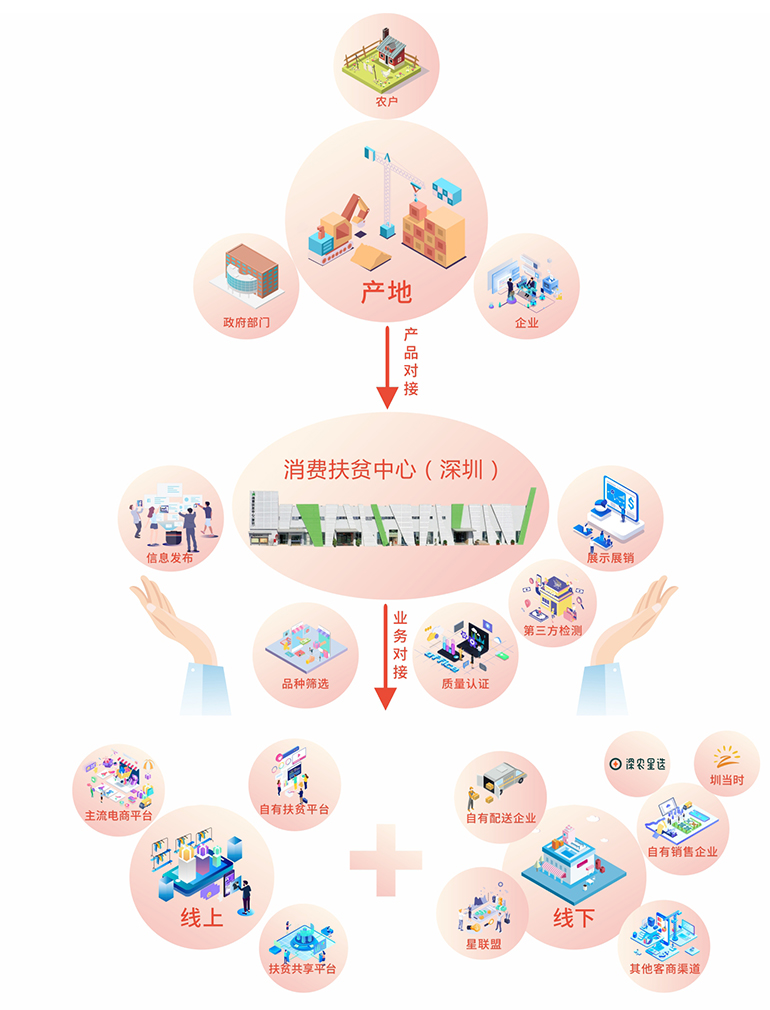 农户
产地
政府部门
企业
产品对接
消费扶贫中心（深圳）
信息发布
展示展销
第三方检测
业务对接
品种筛选
质量认证
主流电商平台
自有扶贫平台
线上
扶贫共享平台
自有配送企业
深农星选
圳当时
自有销售企业
线下
星联盟
其他客商渠道